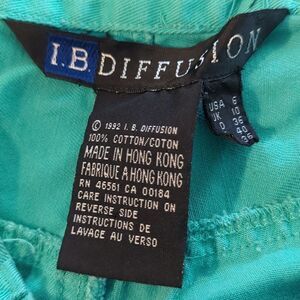 I.B. DIFFUSION
© 1992 I. B. DIFFUSION
100% COTTON/COTON
MADE IN HONG KONG
FABRIQUE A HONG KONG
RN 46561 CA 00184
CARE INSTRUCTION ON
REVERSE SIDE
INSTRUCTIONS DE
LAVAGE AU VERSO
USA 6
UK 10
F 36
D 36